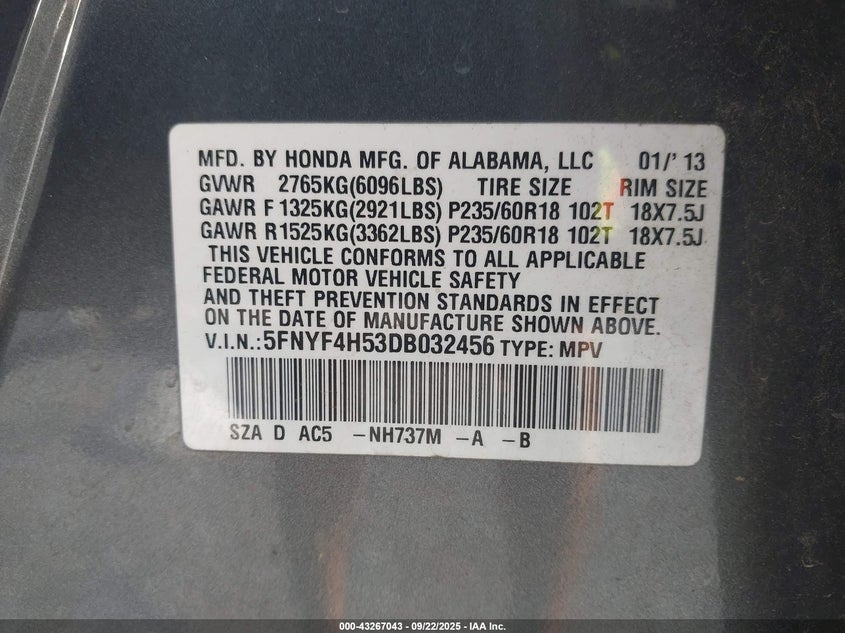 MFD. BY HONDA MFG. OF ALABAMA, LLC 01/' 13
GVWR 2765KG(6096LBS) TIRE SIZE RIM SIZE
GAWR F 1325KG(2921LBS) P235/60R18 102T 18X7.5J
GAWR R1525KG(3362LBS) P235/60R18 102T 18X7.5J
THIS VEHICLE CONFORMS TO ALL APPLICABLE
FEDERAL MOTOR VEHICLE SAFETY
AND THEFT PREVENTION STANDARDS IN EFFECT
ON THE DATE OF MANUFACTURE SHOWN ABOVE.
V.I.N.:5FNYF4H53DB032456 TYPE: MPV
SZA D AC5 -NH737M -A -B
000-43267043 - 09/22/2025 - IAA Inc.